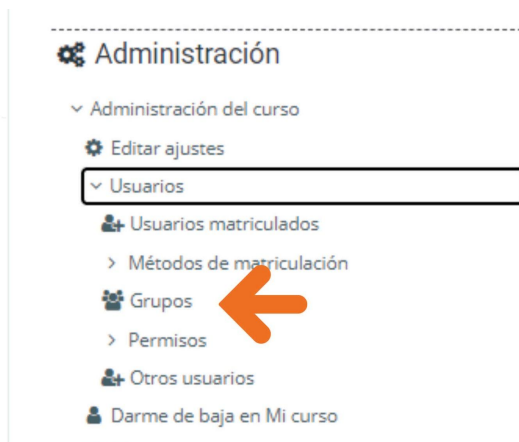 Administración
Administración del curso
Editar ajustes
Usuarios
Usuarios matriculados
Métodos de matriculación
Grupos
Permisos
Otros usuarios
Darme de baja en Mi curso